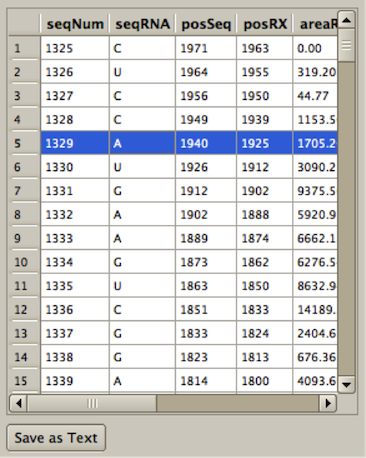 seqNum seqRNA posSeq posRX areaR
1 1325 C 1971 1963 0.00
2 1326 U 1964 1955 319.20
3 1327 C 1956 1950 44.77
4 1328 C 1949 1939 1153.5
5 1329 A 1940 1925 1705.2
6 1330 U 1926 1912 3090.2
7 1331 G 1912 1902 9375.5
8 1332 A 1902 1888 5920.9
9 1333 A 1889 1874 6662.1
10 1334 G 1873 1862 6276.5
11 1335 U 1863 1850 8632.9
12 1336 C 1851 1833 14189.
13 1337 G 1833 1824 2404.6
14 1338 G 1823 1813 676.36
15 1339 A 1814 1800 4093.6
Save as Text